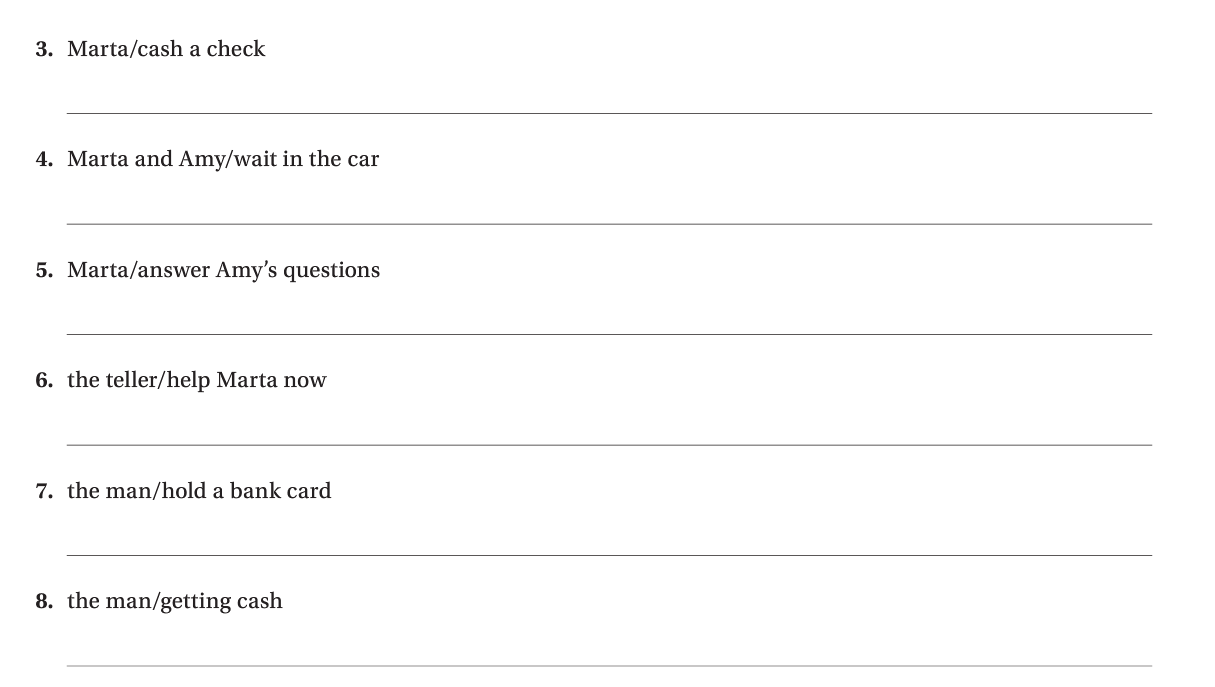 3. Marta/cash a check
4. Marta and Amy/wait in the car
5. Marta/answer Amy’s questions
6. the teller/help Marta now
7. the man/hold a bank card
8. the man/getting cash